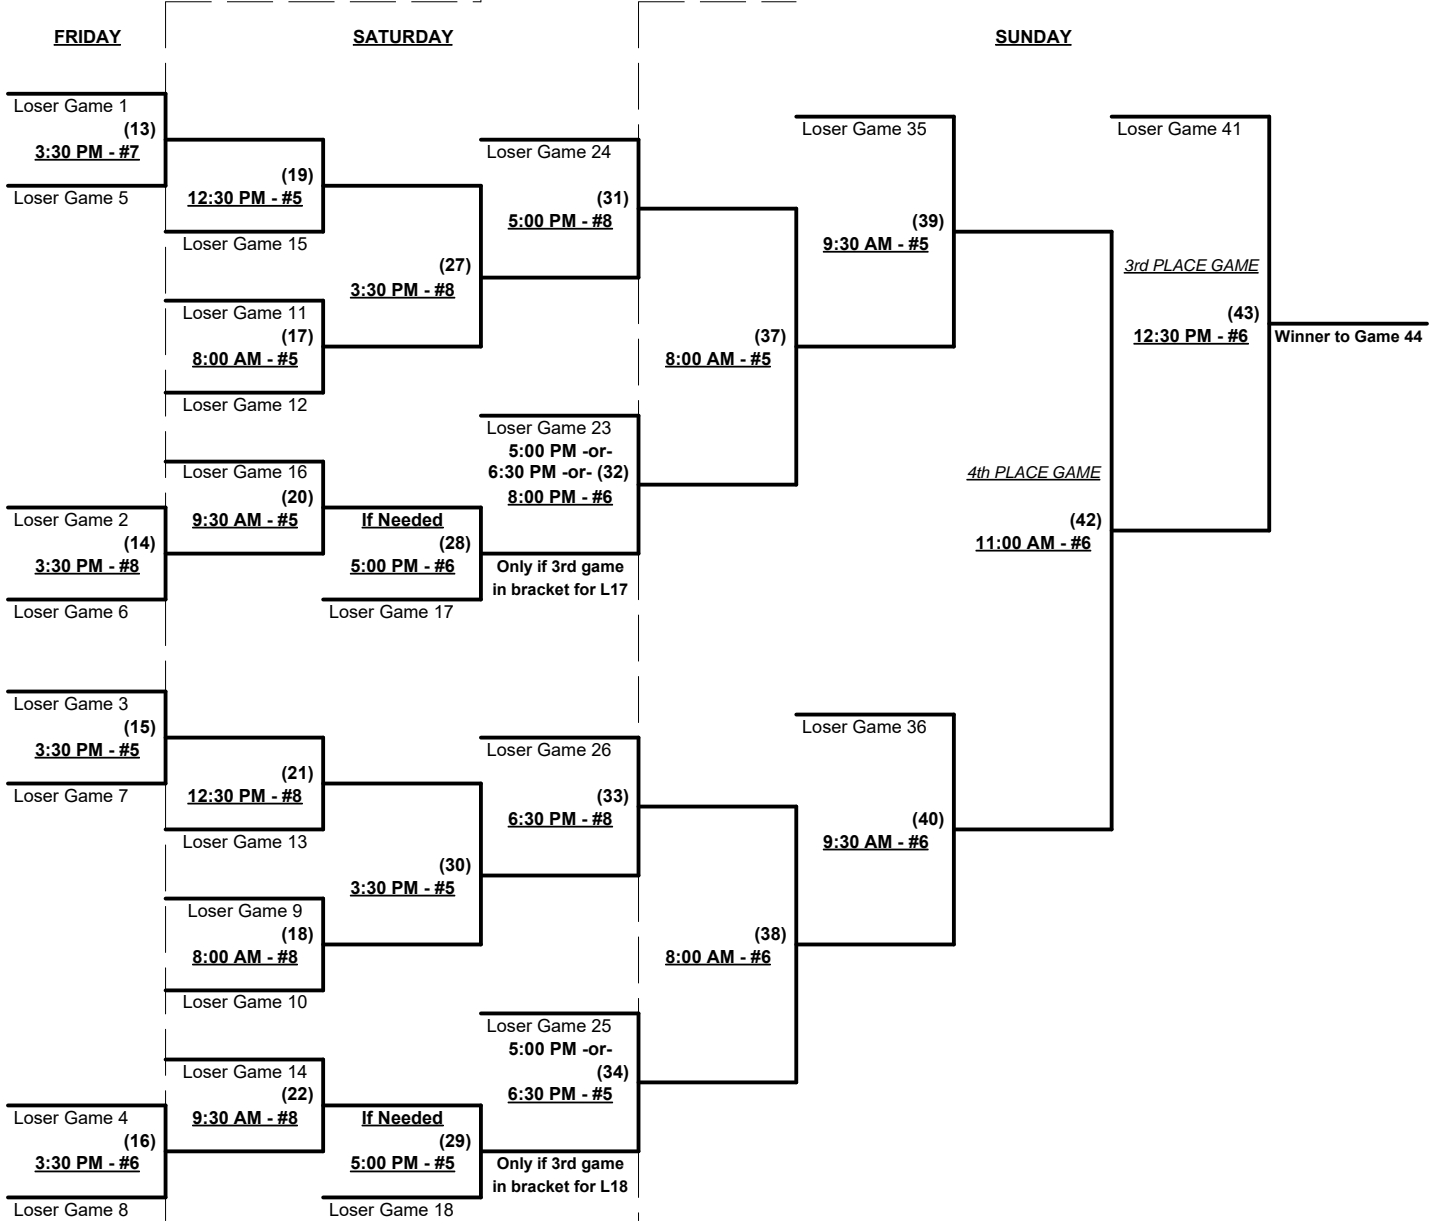 FRIDAY
SATURDAY
SUNDAY
Loser Game 1
(13)
3:30 PM - #7
Loser Game 5
(19)
12:30 PM - #5
Loser Game 15
Loser Game 11
(17)
8:00 AM - #5
Loser Game 12
(27)
3:30 PM - #8
Loser Game 24
(31)
5:00 PM - #8
Loser Game 16
(20)
9:30 AM - #5
Loser Game 2
(14)
3:30 PM - #8
Loser Game 6
If Needed
(28)
5:00 PM - #6
Loser Game 17
Loser Game 23
5:00 PM -or-
6:30 PM -or- (32)
8:00 PM - #6
Only if 3rd game
in bracket for L17
(37)
8:00 AM - #5
Loser Game 35
(39)
9:30 AM - #5
Loser Game 41
3rd PLACE GAME
(43)
12:30 PM - #6
Winner to Game 44
4th PLACE GAME
(42)
11:00 AM - #6
Loser Game 3
(15)
3:30 PM - #5
Loser Game 7
(21)
12:30 PM - #8
Loser Game 13
Loser Game 9
(18)
8:00 AM - #8
Loser Game 10
(30)
3:30 PM - #5
Loser Game 26
(33)
6:30 PM - #8
Loser Game 36
(40)
9:30 AM - #6
(38)
8:00 AM - #6
Loser Game 14
(22)
9:30 AM - #8
Loser Game 4
(16)
3:30 PM - #6
Loser Game 8
If Needed
(29)
5:00 PM - #5
Loser Game 18
Loser Game 25
5:00 PM -or-
(34)
6:30 PM - #5
Only if 3rd game
in bracket for L18